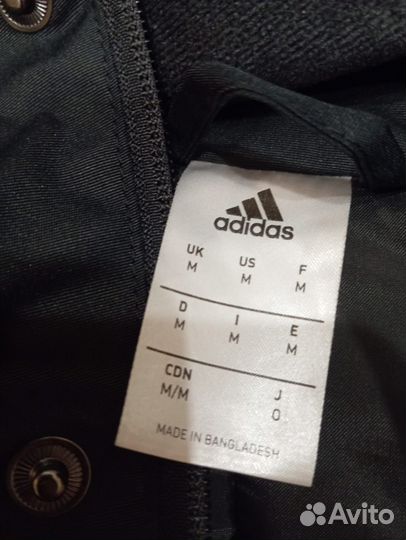 adidas
UK US F
M M M
D I E
M M M
CDN J
M/M O
MADE IN BANGLADESH
Avito